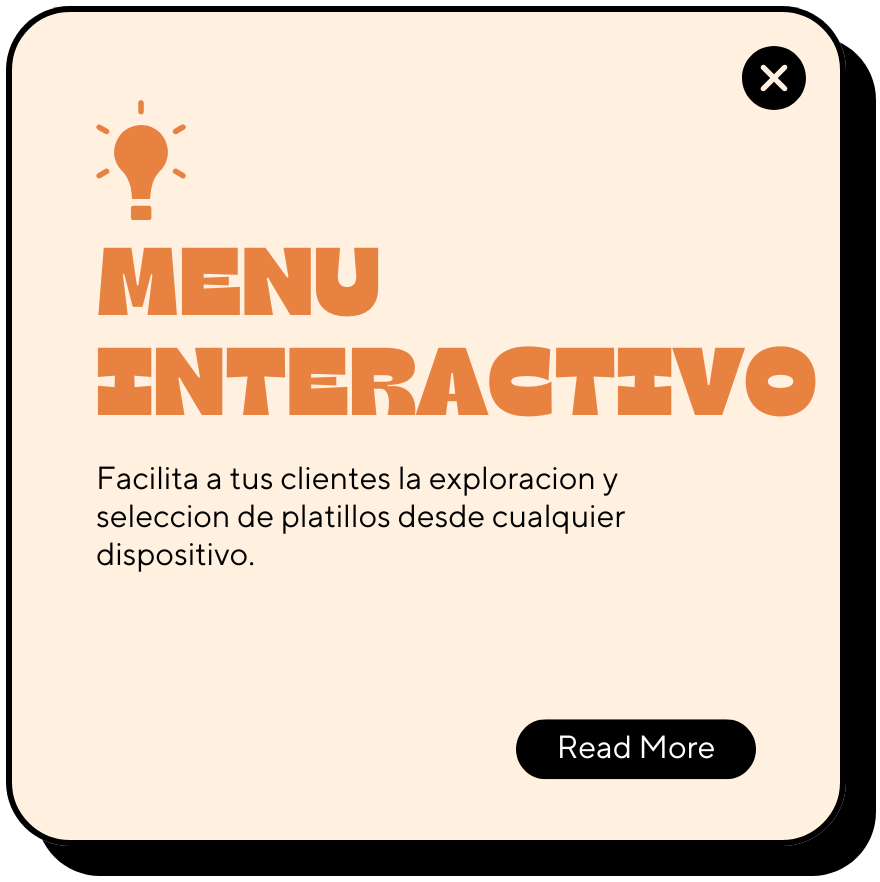 MENU
INTERACTIVO
Facilita a tus clientes la exploracion y
seleccion de platillos desde cualquier
dispositivo.
Read More